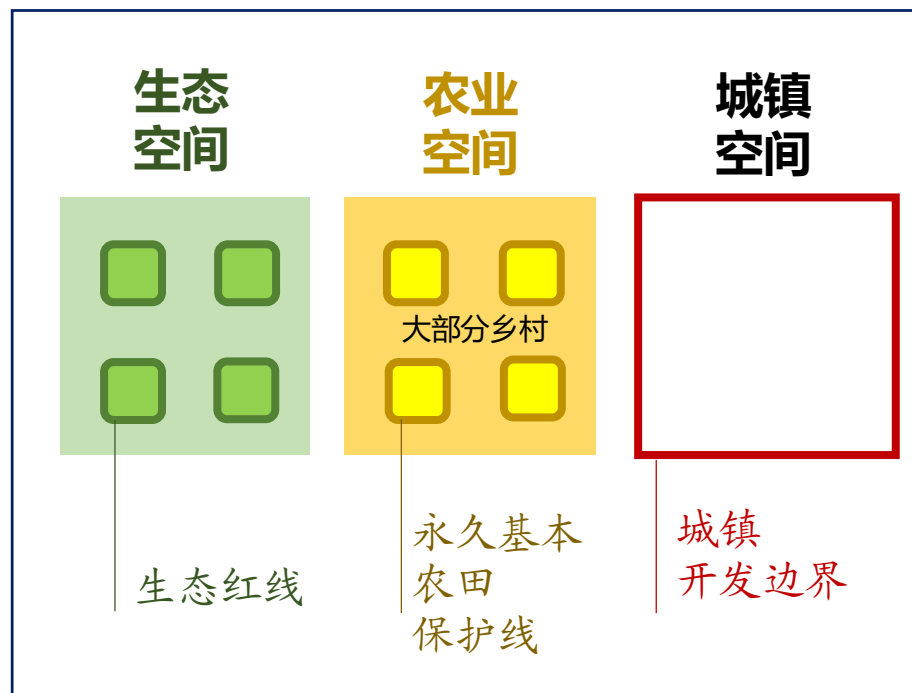 生态
空间
农业
空间
城镇
空间
大部分乡村
生态红线
永久基本
农田
保护线
城镇
开发边界